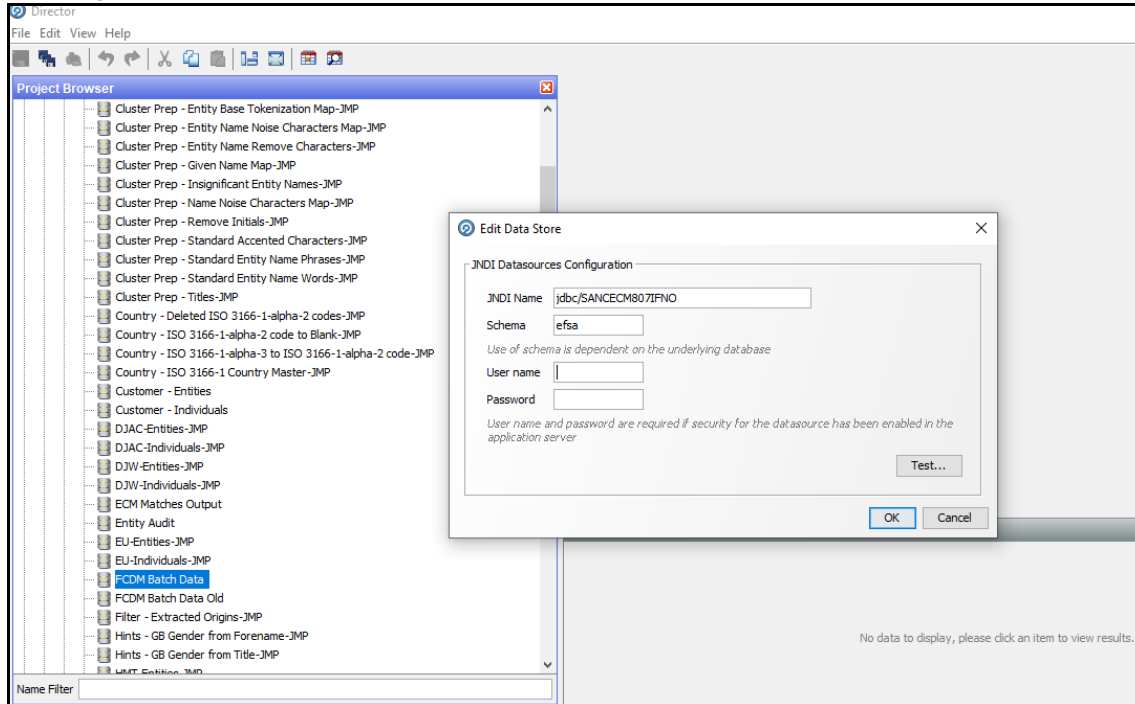 Director
File Edit View Help
Project Browser
Cluster Prep - Entity Base Tokenization Map-JMP
Cluster Prep - Entity Name Noise Characters Map-JMP
Cluster Prep - Entity Name Remove Characters-JMP
Cluster Prep - Given Name Map-JMP
Cluster Prep - Insignificant Entity Names-JMP
Cluster Prep - Name Noise Characters Map-JMP
Cluster Prep - Remove Initials-JMP
Cluster Prep - Standard Accented Characters-JMP
Cluster Prep - Standard Entity Name Phrases-JMP
Cluster Prep - Standard Entity Name Words-JMP
Cluster Prep - Titles-JMP
Country - Deleted ISO 3166-1-alpha-2 codes-JMP
Country - ISO 3166-1-alpha-2 code to Blank-JMP
Country - ISO 3166-1-alpha-3 to ISO 3166-1-alpha-2 code-JMP
Country - ISO 3166-1 Country Master-JMP
Customer - Entities
Customer - Individuals
DJAC-Entities-JMP
DJAC-Individuals-JMP
DJW-Entities-JMP
DJW-Individuals-JMP
ECM Matches Output
Entity Audit
EU-Entities-JMP
EU-Individuals-JMP
FCDM Batch Data
FCDM Batch Data Old
Filter - Extracted Origins-JMP
Hints - GB Gender from Forename-JMP
Hints - GB Gender from Title-JMP
HMT-Entities-JMP
Name Filter
Edit Data Store
JNDI Datasources Configuration
JNDI Name jdbc/SANCECM807IFNO
Schema efsa
Use of schema is dependent on the underlying database
User name
Password
User name and password are required if security for the datasource has been enabled in the
application server
Test...
OK Cancel
No data to display, please click an item to view results.